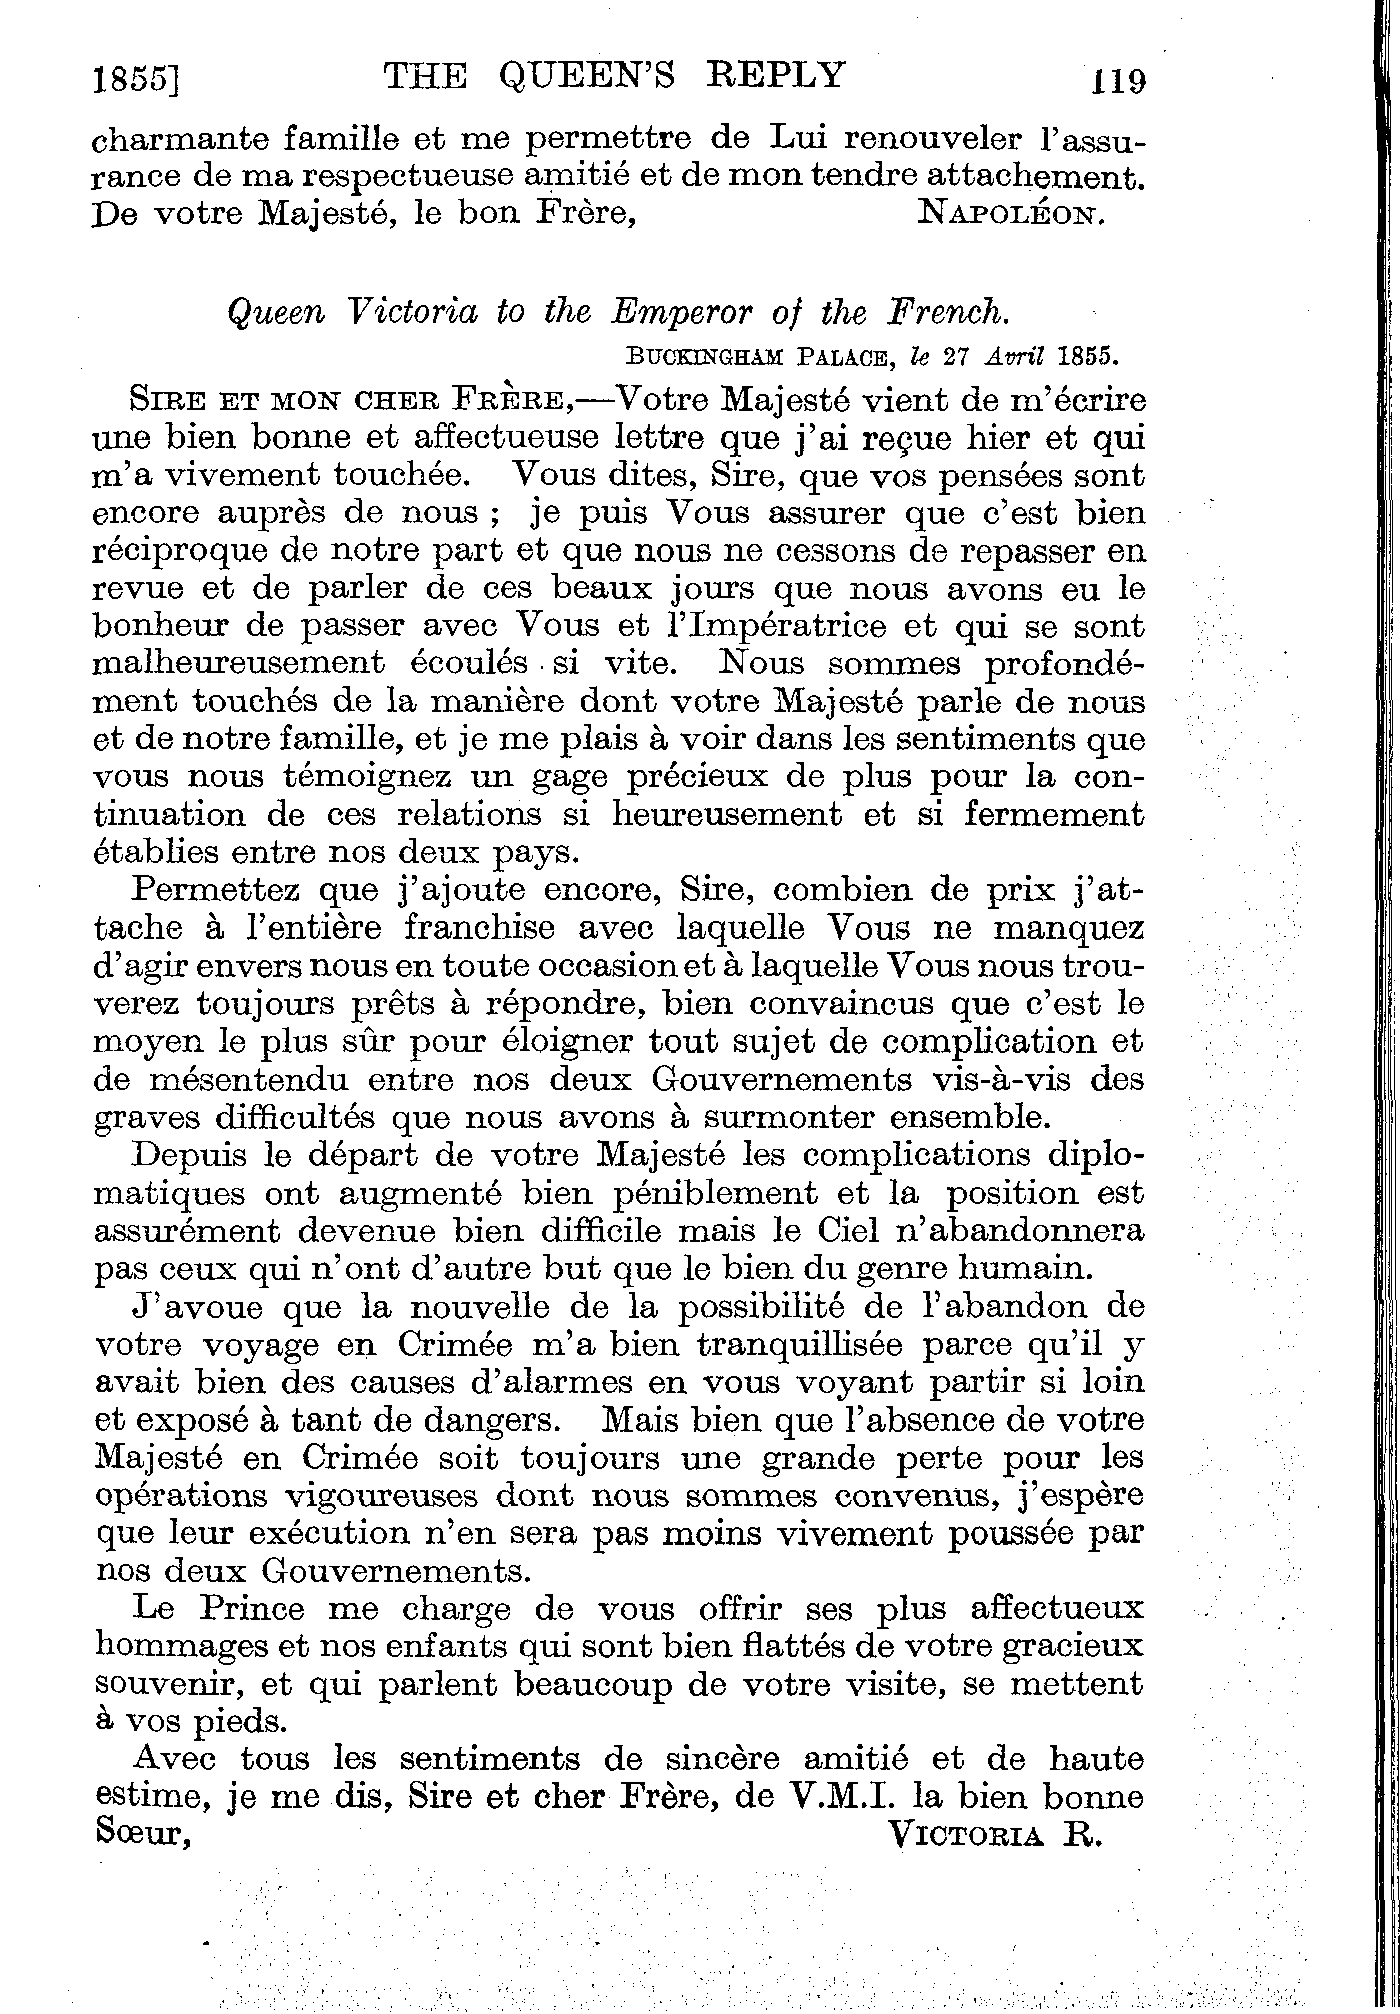 1855] THE QUEEN'S REPLY 119
charmante famille et me permettre de Lui renouveler l'assu-
rance de ma respectueuse amitié et de mon tendre attachement.
De votre Majesté, le bon Frère, NAPOLÉON.
Queen Victoria to the Emperor of the French.
BUCKINGHAM PALACE, le 27 Avril 1855.
SIRE ET MON CHER FRÈRE,—Votre Majesté vient de m'écrire
une bien bonne et affectueuse lettre que j'ai reçue hier et qui
m'a vivement touchée. Vous dites, Sire, que vos pensées sont
encore auprès de nous ; je puis Vous assurer que c'est bien
réciproque de notre part et que nous ne cessons de repasser en
revue et de parler de ces beaux jours que nous avons eu le
bonheur de passer avec Vous et l'Impératrice et qui se sont
malheureusement écoulés si vite. Nous sommes profondé-
ment touchés de la manière dont votre Majesté parle de nous
et de notre famille, et je me plais à voir dans les sentiments que
vous nous témoignez un gage précieux de plus pour la con-
tinuation de ces relations si heureusement et si fermement
établies entre nos deux pays.
Permettez que j'ajoute encore, Sire, combien de prix j'at-
tache à l'entière franchise avec laquelle Vous ne manquez
d'agir envers nous en toute occasion et à laquelle Vous nous trou-
verez toujours prêts à répondre, bien convaincus que c'est le
moyen le plus sûr pour éloigner tout sujet de complication et
de mésentendu entre nos deux Gouvernements vis-à-vis des
graves difficultés que nous avons à surmonter ensemble.
Depuis le départ de votre Majesté les complications diplo-
matiques ont augmenté bien péniblement et la position est
assurément devenue bien difficile mais le Ciel n'abandonnera
pas ceux qui n'ont d'autre but que le bien du genre humain.
J'avoue que la nouvelle de la possibilité de l'abandon de
votre voyage en Crimée m'a bien tranquillisée parce qu'il y
avait bien des causes d'alarmes en vous voyant partir si loin
et exposé à tant de dangers. Mais bien que l'absence de votre
Majesté en Crimée soit toujours une grande perte pour les
opérations vigoureuses dont nous sommes convenus, j'espère
que leur exécution n'en sera pas moins vivement poussée par
nos deux Gouvernements.
Le Prince me charge de vous offrir ses plus affectueux
hommages et nos enfants qui sont bien flattés de votre gracieux
souvenir, et qui parlent beaucoup de votre visite, se mettent
à vos pieds.
Avec tous les sentiments de sincère amitié et de haute
estime, je me dis, Sire et cher Frère, de V.M.I. la bien bonne
Sœur, VICTORIA R.